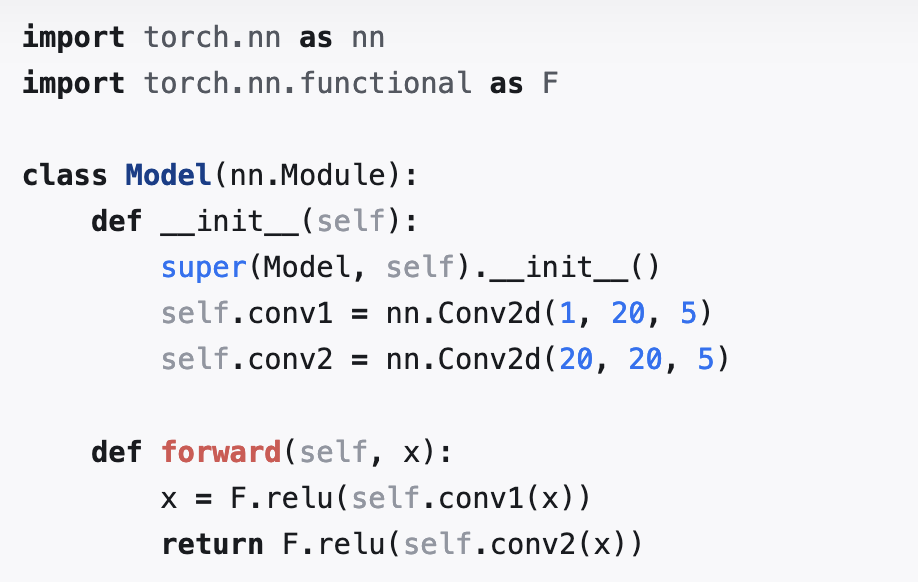 import torch.nn as nn
import torch.nn.functional as F

class Model(nn.Module):
    def __init__(self):
        super(Model, self).__init__()
        self.conv1 = nn.Conv2d(1, 20, 5)
        self.conv2 = nn.Conv2d(20, 20, 5)

    def forward(self, x):
        x = F.relu(self.conv1(x))
        return F.relu(self.conv2(x))